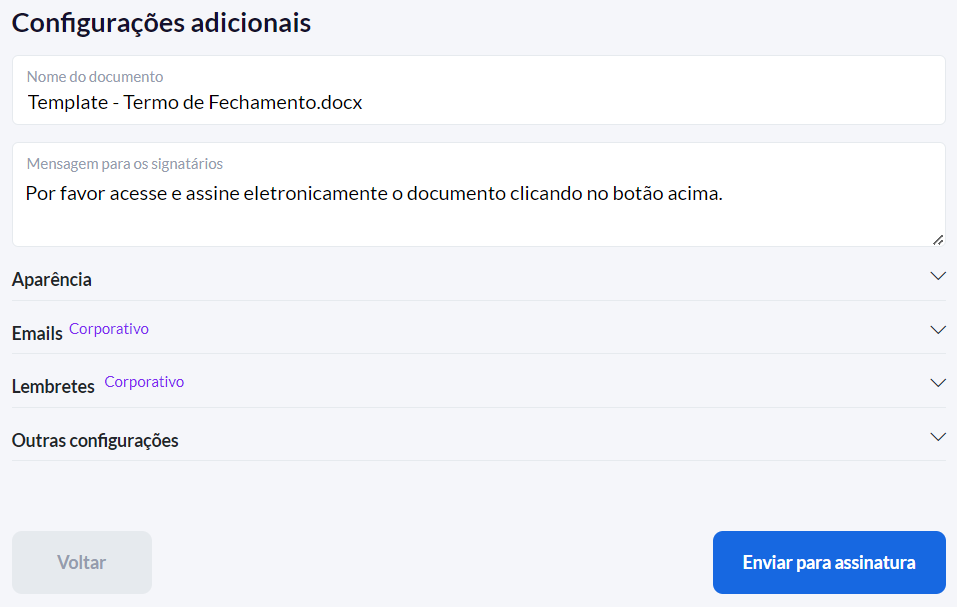 Configurações adicionais
Nome do documento
Template - Termo de Fechamento.docx
Mensagem para os signatários
Por favor acesse e assine eletronicamente o documento clicando no botão acima.
Aparência
Emails Corporativo
Lembretes Corporativo
Outras configurações
Voltar
Enviar para assinatura